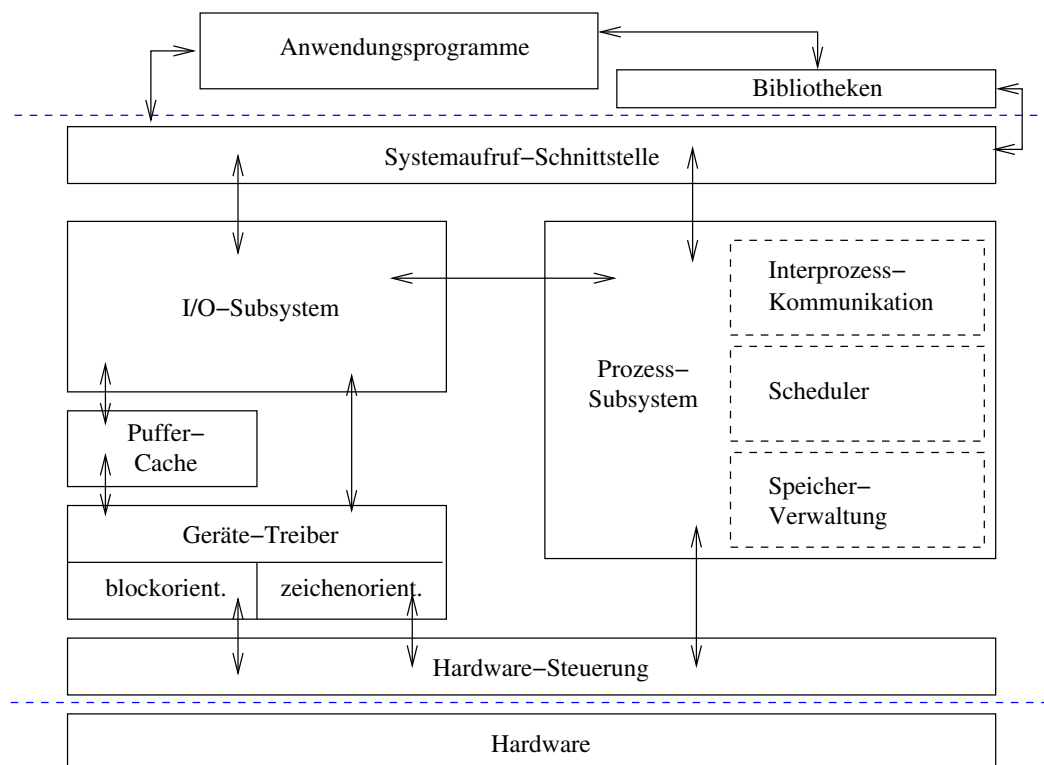 Anwendungsprogramme
Bibliotheken
Systemaufruf−Schnittstelle
I/O−Subsystem
Prozess−
Subsystem
Interprozess−
Kommunikation
Scheduler
Speicher−
Verwaltung
Puffer−
Cache
Geräte−Treiber
blockorient.
zeichenorient.
Hardware−Steuerung
Hardware